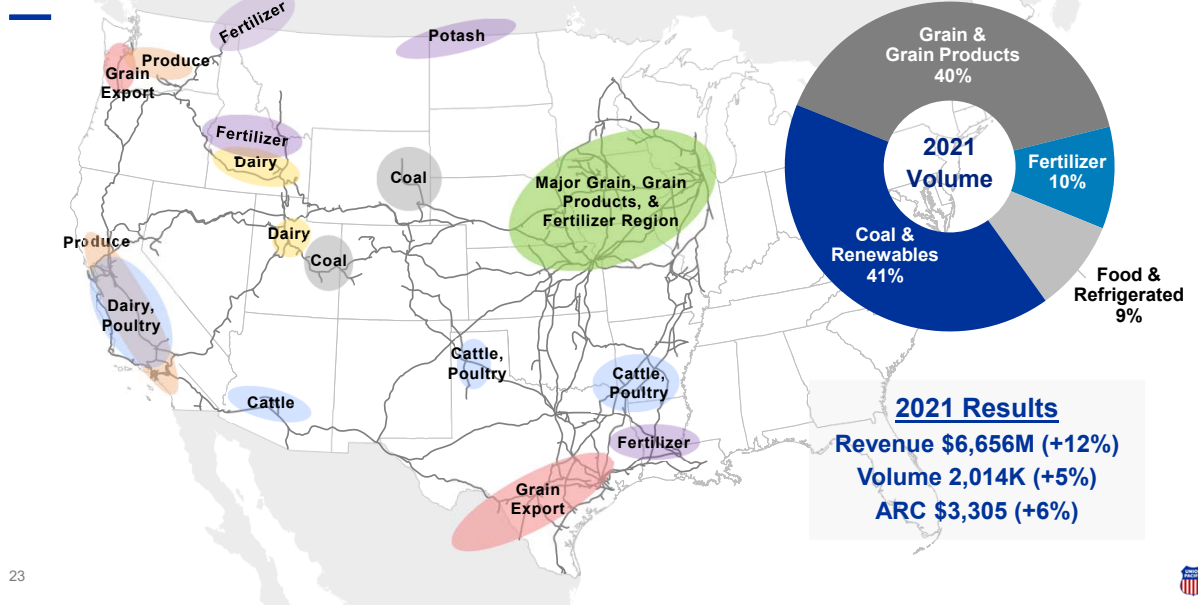 Fertilizer
Potash
Produce
Grain
Export
Fertilizer
Dairy
Coal
Major Grain, Grain
Products, &
Fertilizer Region
Dairy
Coal
Produce
Dairy,
Poultry
Cattle,
Poultry
Cattle,
Poultry
Cattle
Fertilizer
Grain
Export
Grain &
Grain Products
40%
2021
Volume
Fertilizer
10%
Coal &
Renewables
41%
Food &
Refrigerated
9%
2021 Results
Revenue $6,656M (+12%)
Volume 2,014K (+5%)
ARC $3,305 (+6%)
23
UNION
PACIFIC